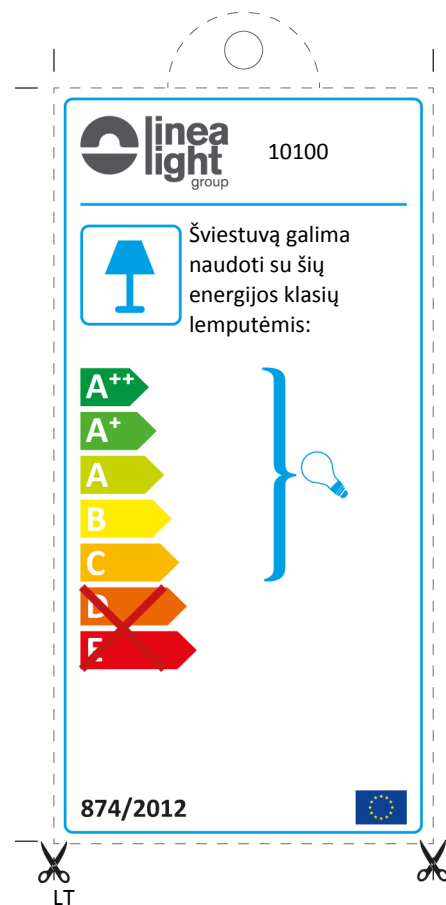 linea
light
group
10100
Šviestuvą galima
naudoti su šių
energijos klasių
lemputėmis:
A++
A+
A
B
C
D
E
874/2012
LT